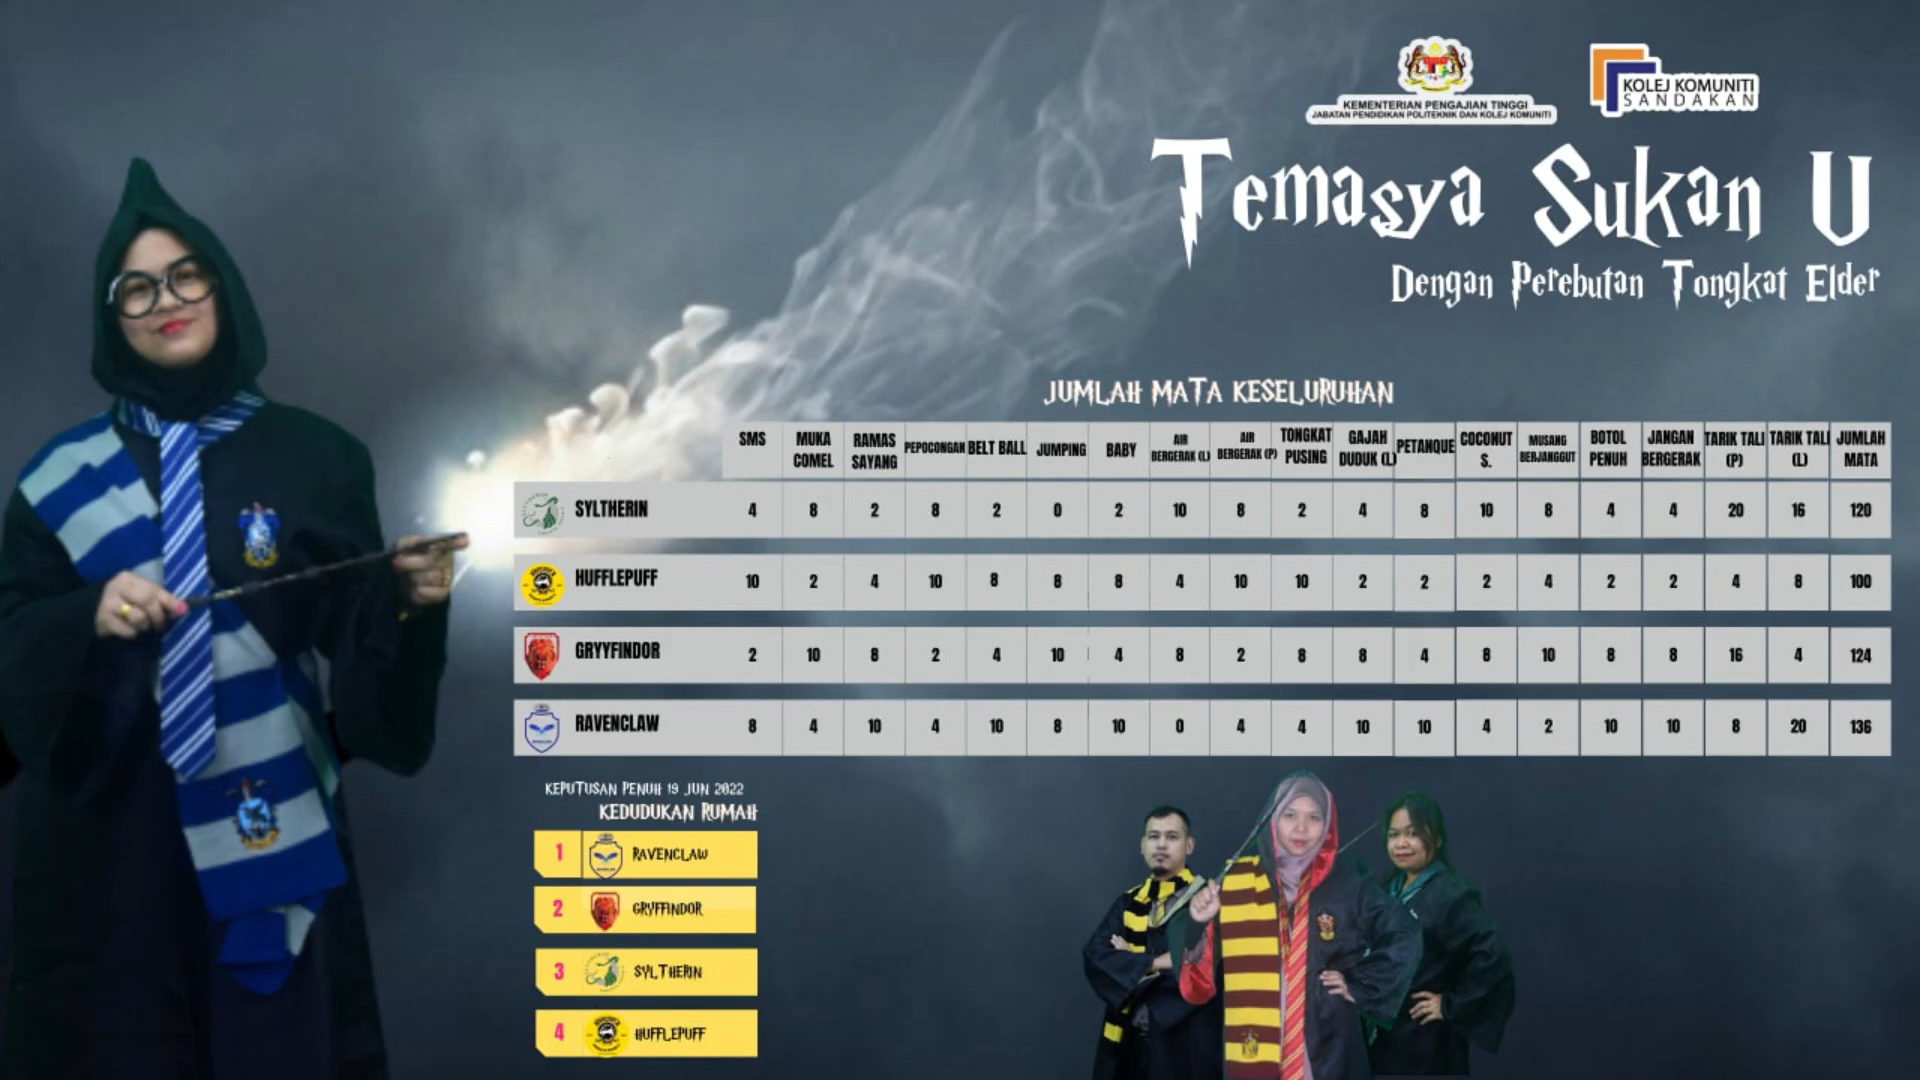 KEMENTERIAN PENGAJIAN TINGGI
JABATAN PENDIDIKAN POLITEKNIK DAN KOLEJ KOMUNITI
KOLEJ KOMUNITI
SANDAKAN
Temasya Sukan U
Dengan Perebutan Tongkat Elder
JUMLAH MATA KESELURUHAN
SMS MUKA COMEL RAMAS SAYANG PEPOCONGAN BELT BALL JUMPING BABY AIR BERGERAK (L) AIR BERGERAK (P) TONGKAT PUSING GAJAH DUDUK (L) PETANQUE COCONUT S. MUSANG BERJANGGUT BOTOL PENUH JANGAN BERGERAK TARIK TALI (P) TARIK TALI (L) JUMLAH MATA
SYLTHERIN 4 8 2 8 2 0 2 10 8 2 4 8 10 8 4 4 20 16 120
HUFFLEPUFF 10 2 4 10 8 8 8 4 10 10 2 2 2 4 2 2 4 8 100
GRYYFINDOR 2 10 8 2 4 10 4 8 2 8 8 4 8 10 8 8 16 4 124
RAVENCLAW 8 4 10 4 10 8 10 0 4 4 10 10 4 2 10 10 8 20 136
KEPUTUSAN PENUH 19 JUN 2022
KEDUDUKAN RUMAH
1 RAVENCLAW
2 GRYFFINDOR
3 SYLTHERIN
4 HUFFLEPUFF